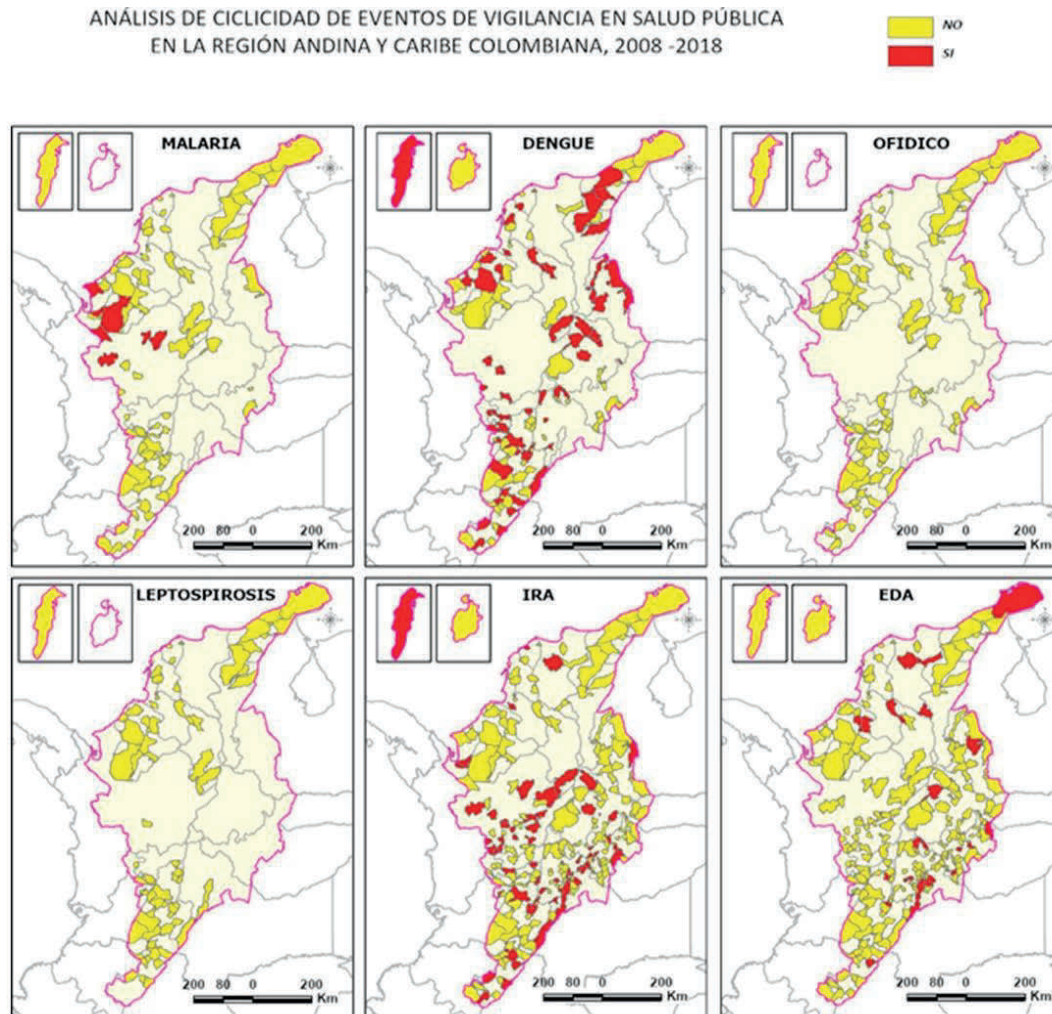 ANÁLISIS DE CICLICIDAD DE EVENTOS DE VIGILANCIA EN SALUD PÚBLICA
EN LA REGIÓN ANDINA Y CARIBE COLOMBIANA, 2008 -2018
NO
SI
MALARIA
200 80 0 200
Km
DENGUE
200 80 0 200
Km
OFIDICO
200 80 0 200
Km
LEPTOSPIROSIS
200 80 0 200
Km
IRA
200 80 0 200
Km
EDA
200 80 0 200
Km